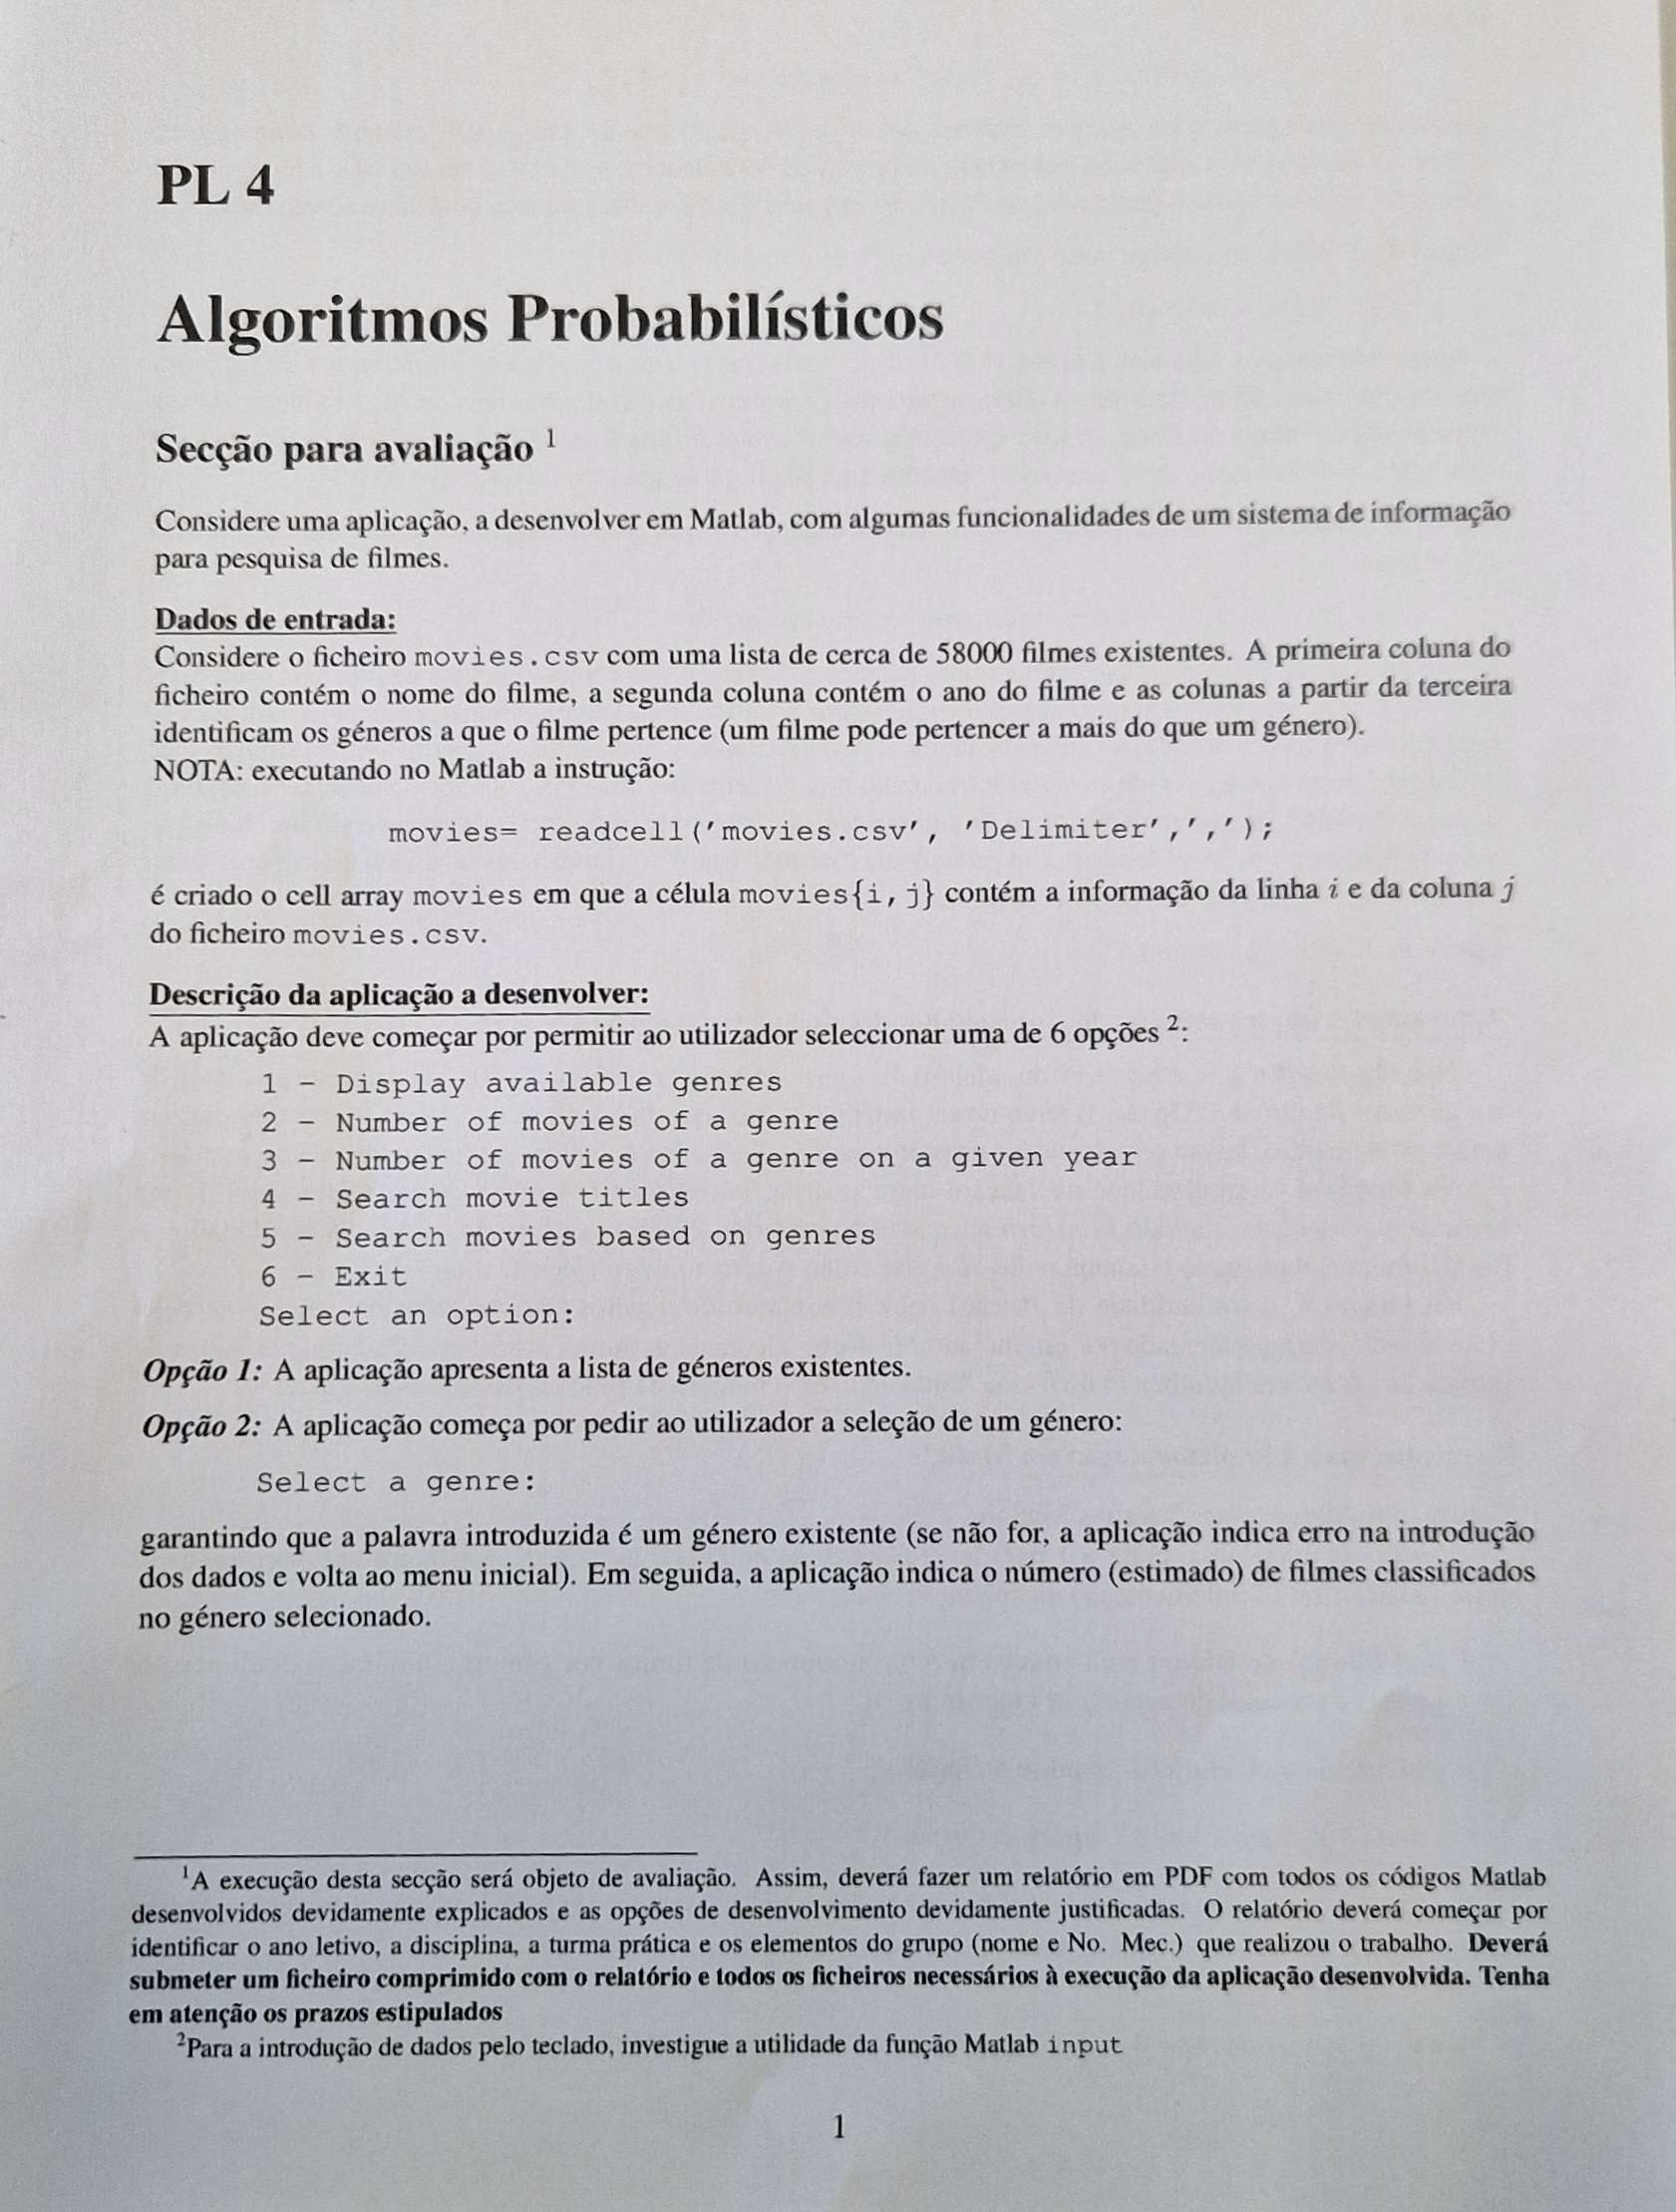 PL 4
Algoritmos Probabilísticos
Secção para avaliação 1
Considere uma aplicação, a desenvolver em Matlab, com algumas funcionalidades de um sistema de informação
para pesquisa de filmes.
Dados de entrada:
Considere o ficheiro movies.csv com uma lista de cerca de 58000 filmes existentes. A primeira coluna do
ficheiro contém o nome do filme, a segunda coluna contém o ano do filme e as colunas a partir da terceira
identificam os géneros a que o filme pertence (um filme pode pertencer a mais do que um género).
NOTA: executando no Matlab a instrução:
movies= readcell('movies.csv', 'Delimiter',',');
é criado o cell array movies em que a célula movies{i,j} contém a informação da linha i e da coluna j
do ficheiro movies.csv.
Descrição da aplicação a desenvolver:
A aplicação deve começar por permitir ao utilizador seleccionar uma de 6 opções 2:
1 - Display available genres
2 - Number of movies of a genre
3 - Number of movies of a genre on a given year
4 - Search movie titles
5 - Search movies based on genres
6 - Exit
Select an option:
Opção 1: A aplicação apresenta a lista de géneros existentes.
Opção 2: A aplicação começa por pedir ao utilizador a seleção de um género:
Select a genre:
garantindo que a palavra introduzida é um género existente (se não for, a aplicação indica erro na introdução
dos dados e volta ao menu inicial). Em seguida, a aplicação indica o número (estimado) de filmes classificados
no género selecionado.
1A execução desta secção será objeto de avaliação. Assim, deverá fazer um relatório em PDF com todos os códigos Matlab
desenvolvidos devidamente explicados e as opções de desenvolvimento devidamente justificadas. O relatório deverá começar por
identificar o ano letivo, a disciplina, a turma prática e os elementos do grupo (nome e No. Mec.) que realizou o trabalho. Deverá
submeter um ficheiro comprimido com o relatório e todos os ficheiros necessários à execução da aplicação desenvolvida. Tenha
em atenção os prazos estipulados
2Para a introdução de dados pelo teclado, investigue a utilidade da função Matlab input
1